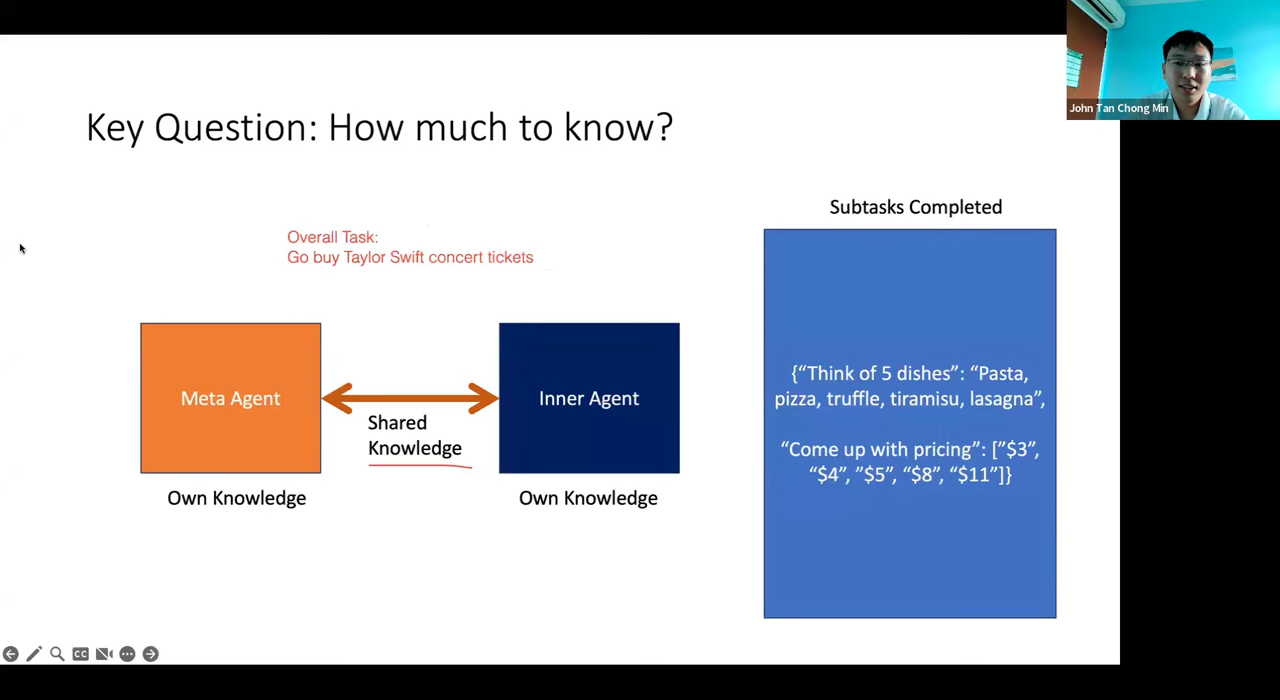 John Tan Chong Min
Key Question: How much to know?
Subtasks Completed
Overall Task:
Go buy Taylor Swift concert tickets
Meta Agent
Shared
Knowledge
Inner Agent
Own Knowledge
Own Knowledge
{“Think of 5 dishes”: “Pasta,
pizza, truffle, tiramisu, lasagna”,
“Come up with pricing”: [”$3”,
“$4”, ”$5”, “$8”, “$11”]}
CC